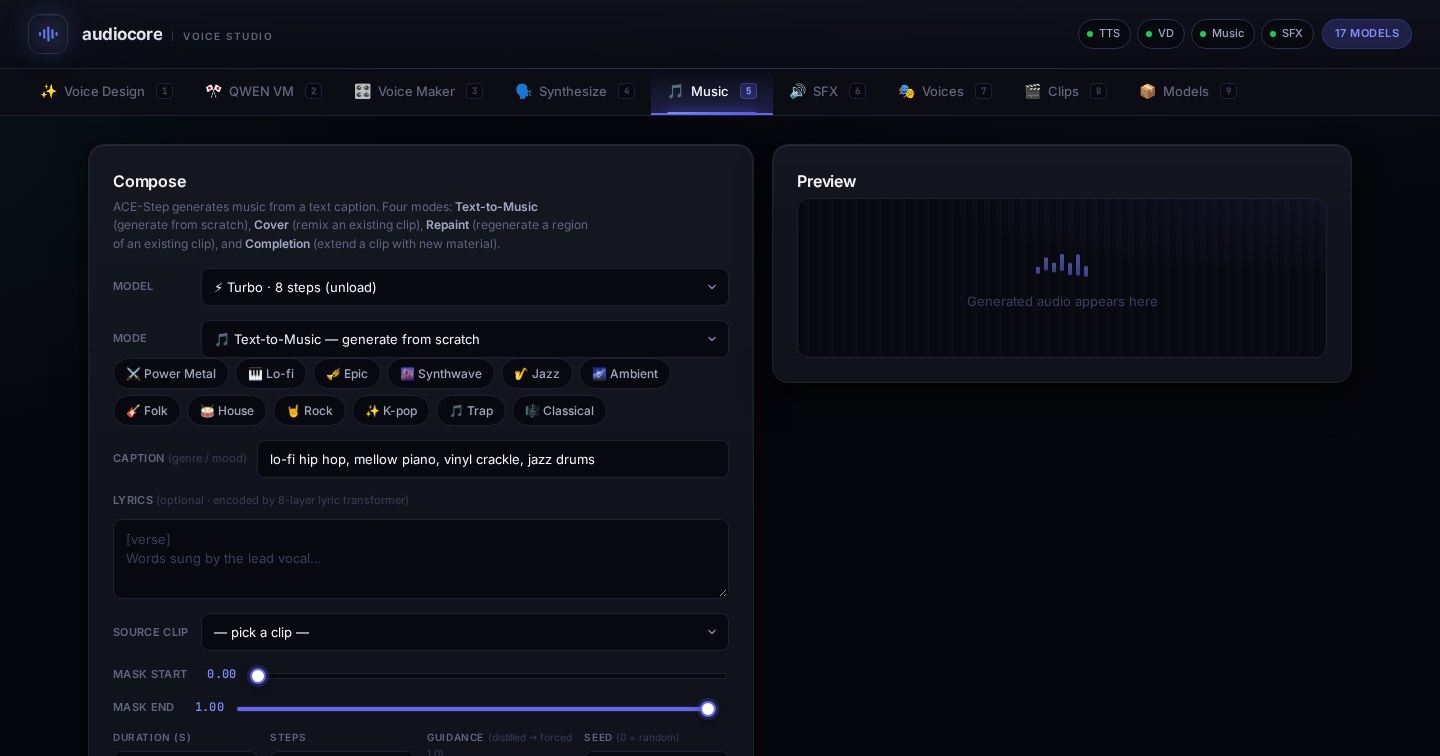 audiocore
VOICE STUDIO
TTS
VD
Music
SFX
17 MODELS
Voice Design 1
QWEN VM 2
Voice Maker 3
Synthesize 4
Music 5
SFX 6
Voices 7
Clips 8
Models 9
Compose
ACE-Step generates music from a text caption. Four modes: Text-to-Music
(generate from scratch), Cover (remix an existing clip), Repaint (regenerate a region
of an existing clip), and Completion (extend a clip with new material).
MODEL
⚡ Turbo · 8 steps (unload)
MODE
🎵 Text-to-Music — generate from scratch
⚔️ Power Metal
🎹 Lo-fi
🎺 Epic
🌆 Synthwave
🎷 Jazz
🌌 Ambient
🎸 Folk
🥁 House
🤘 Rock
✨ K-pop
🎵 Trap
🎼 Classical
CAPTION (genre / mood)
lo-fi hip hop, mellow piano, vinyl crackle, jazz drums
LYRICS (optional · encoded by 8-layer lyric transformer)
[verse]
Words sung by the lead vocal...
SOURCE CLIP
— pick a clip —
MASK START 0.00
MASK END 1.00
DURATION (S)
STEPS
GUIDANCE (distilled → forced
1.0)
SEED (0 = random)
Preview
Generated audio appears here